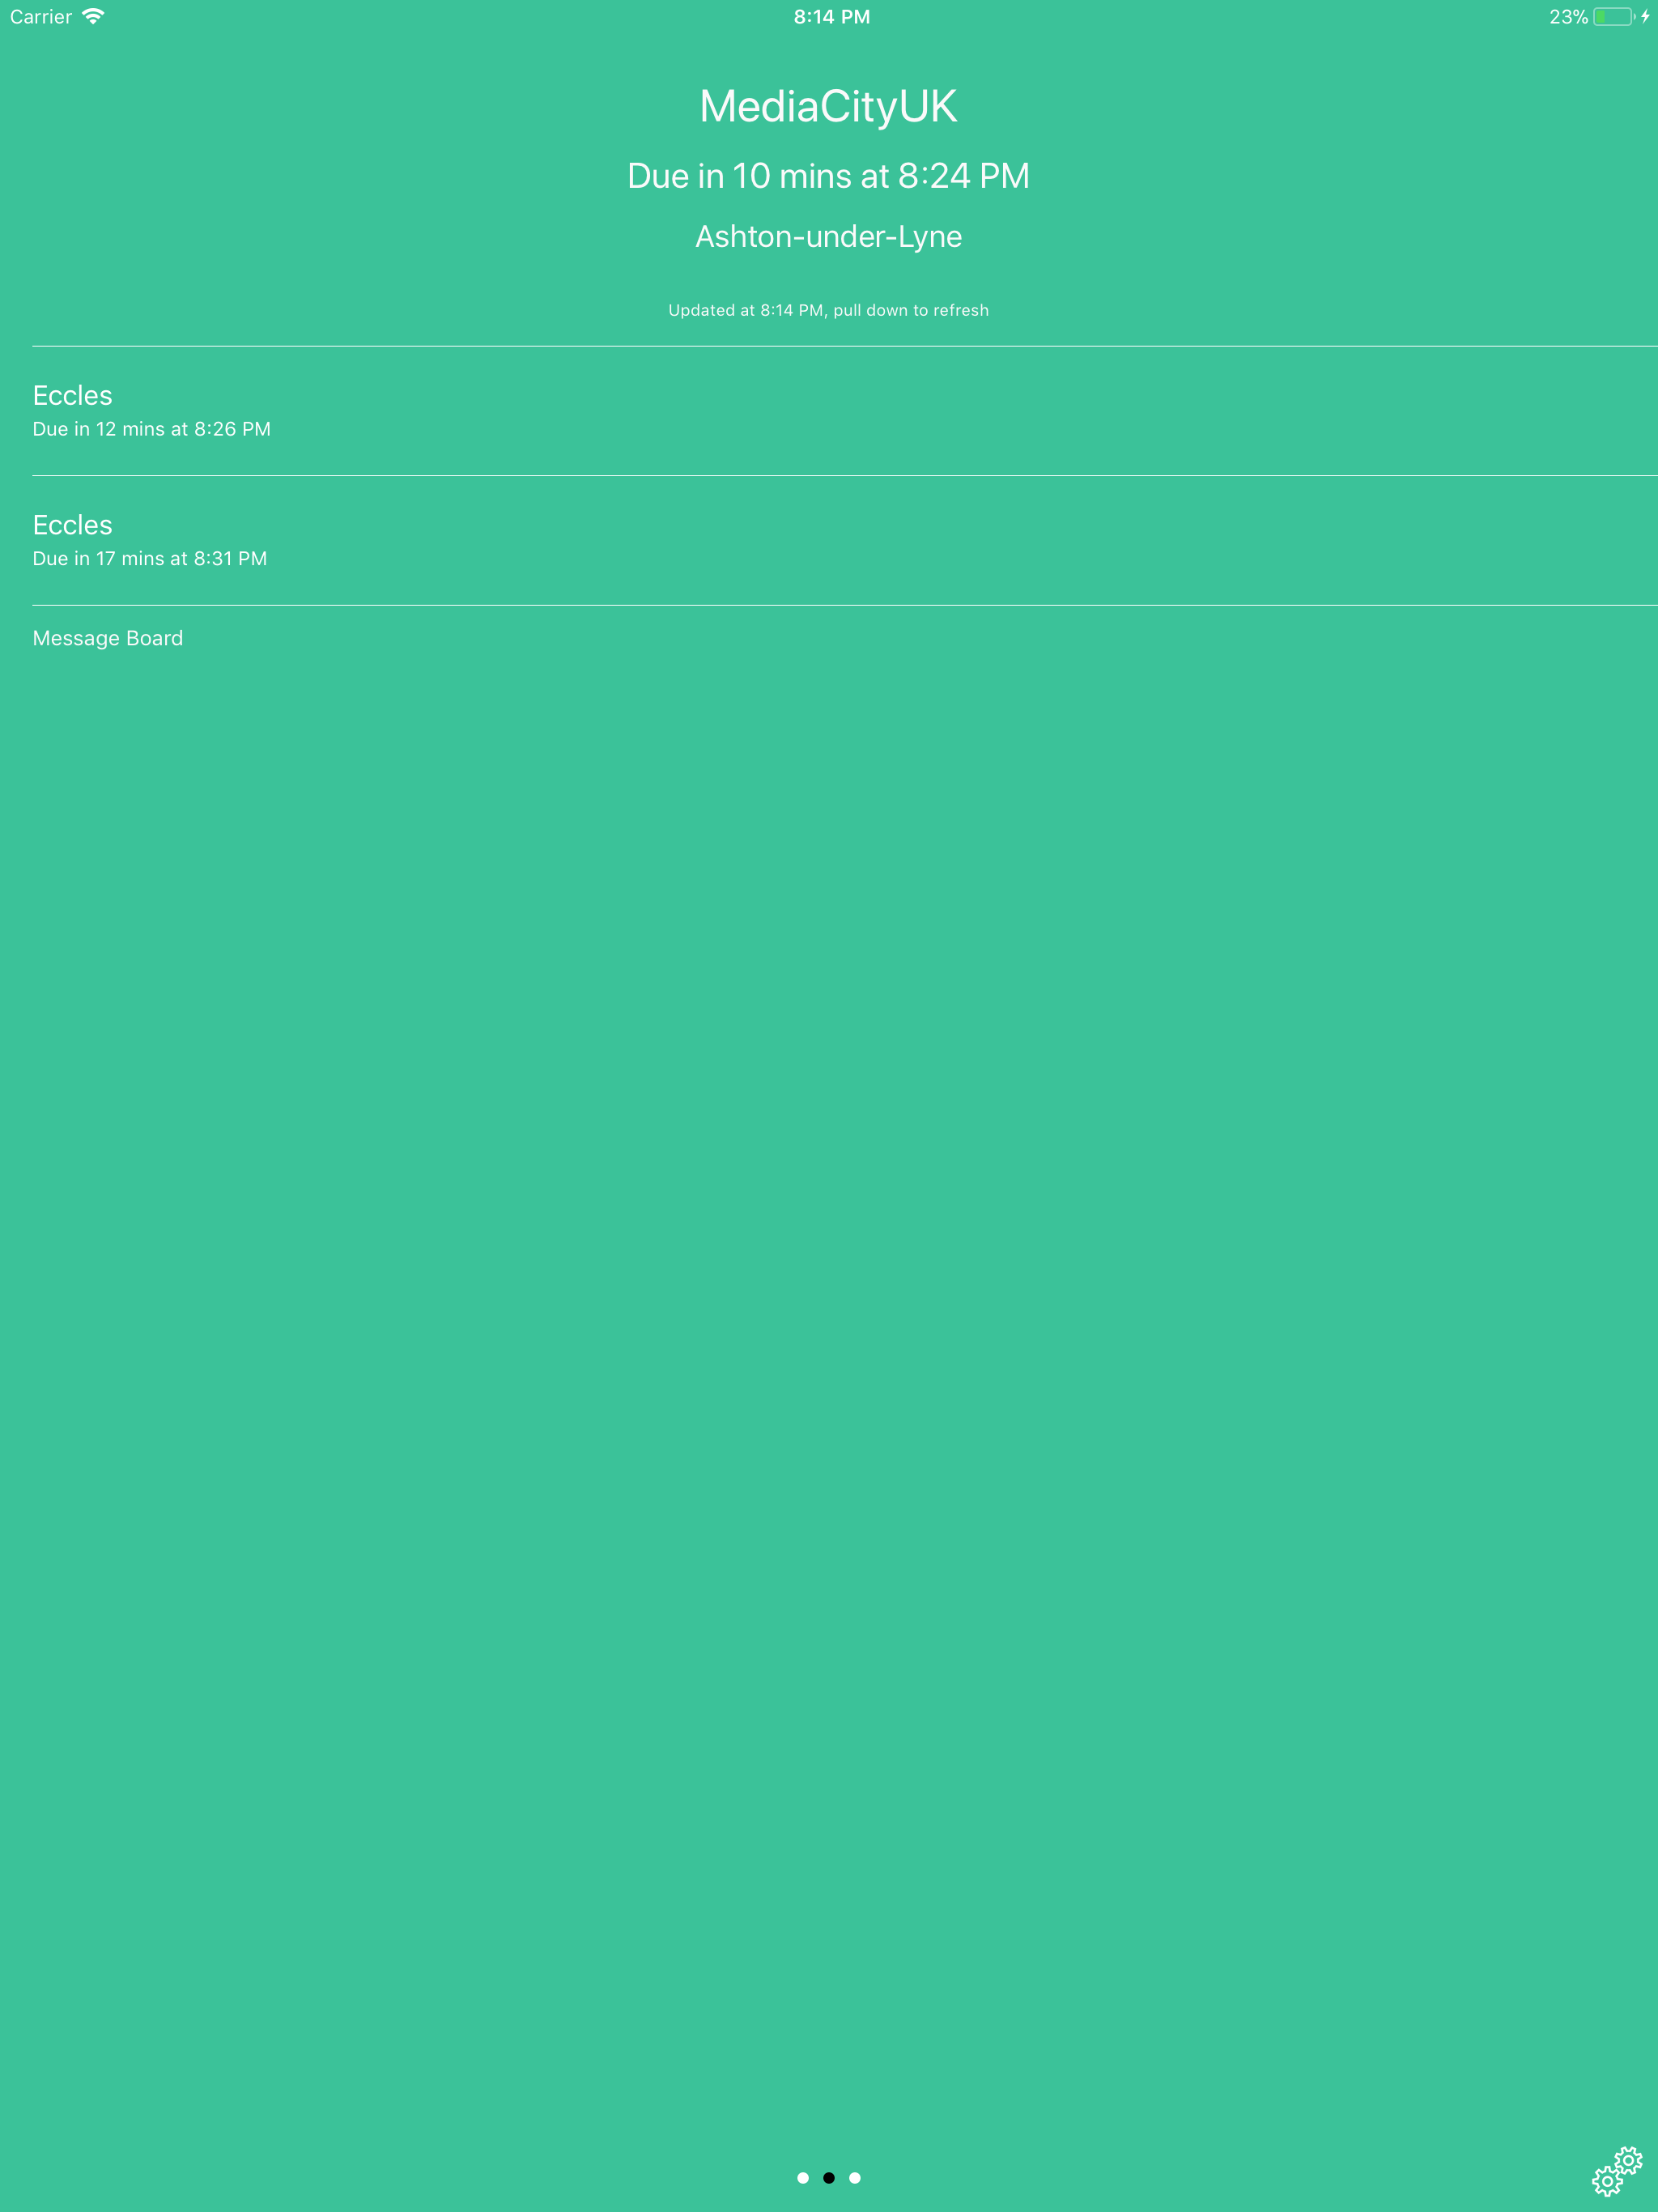 Carrier 8:14 PM 23%
MediaCityUK
Due in 10 mins at 8:24 PM
Ashton-under-Lyne
Updated at 8:14 PM, pull down to refresh
Eccles
Due in 12 mins at 8:26 PM
Eccles
Due in 17 mins at 8:31 PM
Message Board